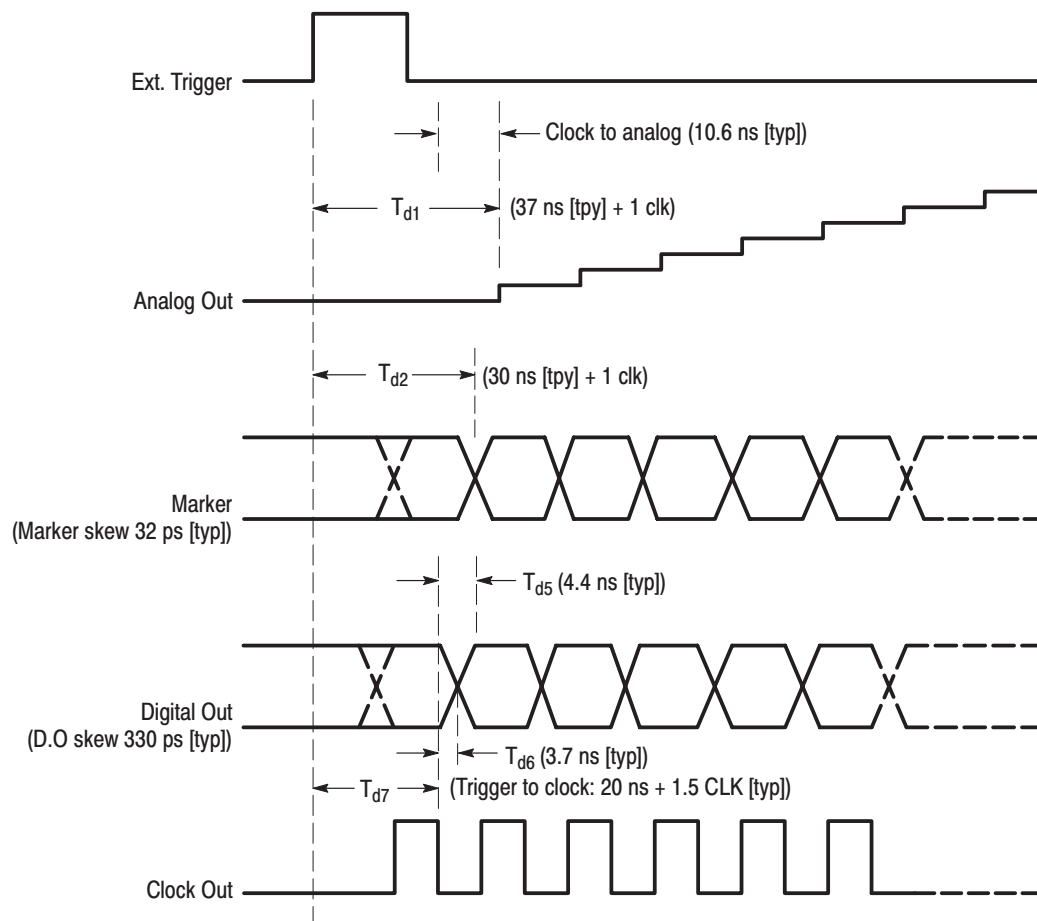 Ext. Trigger
Clock to analog (10.6 ns [typ])
Td1
(37 ns [tpy] + 1 clk)
Analog Out
Td2
(30 ns [tpy] + 1 clk)
Marker
(Marker skew 32 ps [typ])
Td5 (4.4 ns [typ])
Digital Out
(D.O skew 330 ps [typ])
Td6 (3.7 ns [typ])
Td7
(Trigger to clock: 20 ns + 1.5 CLK [typ])
Clock Out